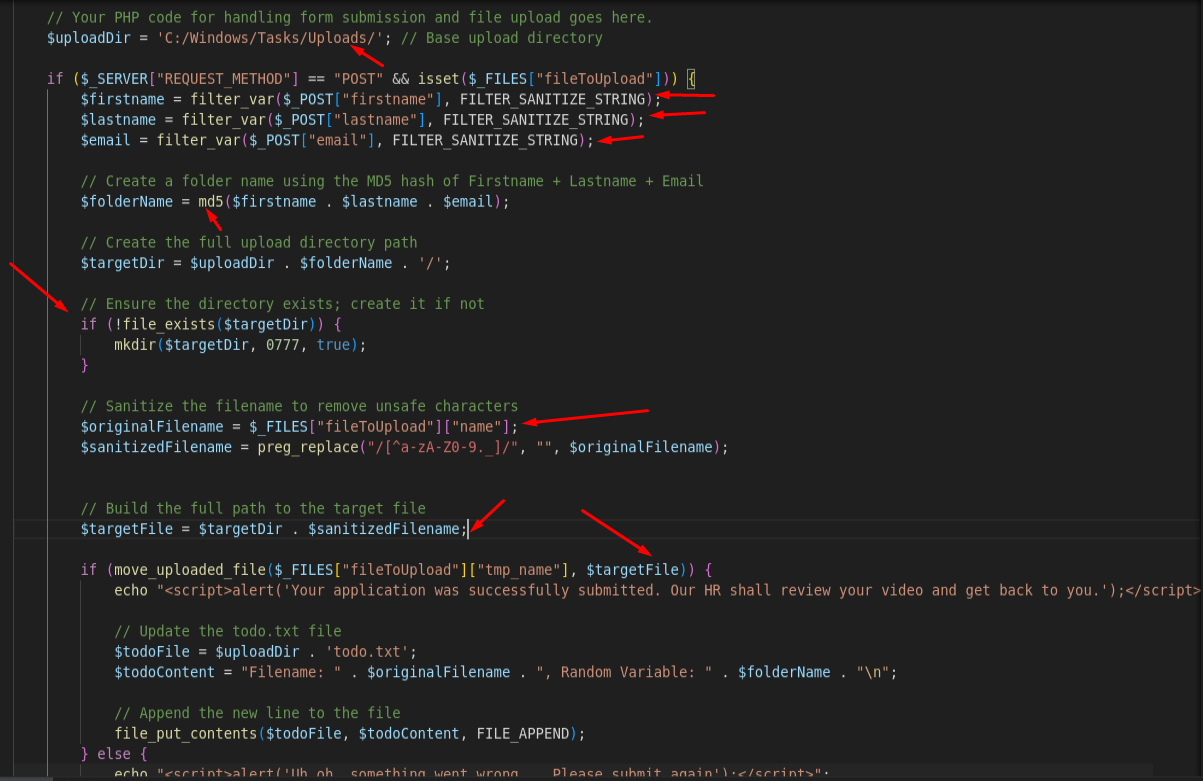 // Your PHP code for handling form submission and file upload goes here.
$uploadDir = 'C:/Windows/Tasks/Uploads/'; // Base upload directory
if ($_SERVER["REQUEST_METHOD"] == "POST" && isset($_FILES["fileToUpload"])) {
$firstname = filter_var($_POST["firstname"], FILTER_SANITIZE_STRING);
$lastname = filter_var($_POST["lastname"], FILTER_SANITIZE_STRING);
$email = filter_var($_POST["email"], FILTER_SANITIZE_STRING);
// Create a folder name using the MD5 hash of Firstname + Lastname + Email
$folderName = md5($firstname . $lastname . $email);
// Create the full upload directory path
$targetDir = $uploadDir . $folderName . '/';
// Ensure the directory exists; create it if not
if (!file_exists($targetDir)) {
mkdir($targetDir, 0777, true);
}
// Sanitize the filename to remove unsafe characters
$originalFilename = $_FILES["fileToUpload"]["name"];
$sanitizedFilename = preg_replace("/[^a-zA-Z0-9._]/", "", $originalFilename);
// Build the full path to the target file
$targetFile = $targetDir . $sanitizedFilename;
if (move_uploaded_file($_FILES["fileToUpload"]["tmp_name"], $targetFile)) {
echo "<script>alert('Your application was successfully submitted. Our HR shall review your video and get back to you.');</script>
// Update the todo.txt file
$todoFile = $uploadDir . 'todo.txt';
$todoContent = "Filename: " . $originalFilename . ", Random Variable: " . $folderName . "\n";
// Append the new line to the file
file_put_contents($todoFile, $todoContent, FILE_APPEND);
} else {
echo "<script>alert('Uh oh, something went wrong... Please submit again');</script>";